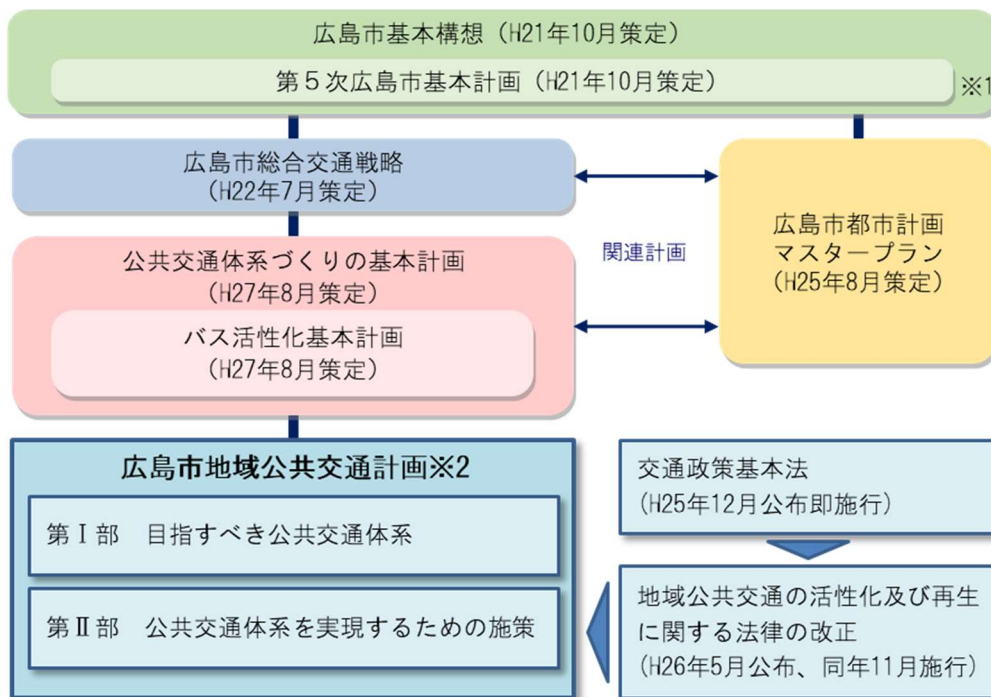 広島市基本構想（H21年10月策定）
第５次広島市基本計画（H21年10月策定）
※1
広島市総合交通戦略
（H22年7月策定）
公共交通体系づくりの基本計画
（H27年8月策定）
バス活性化基本計画
（H27年8月策定）
関連計画
広島市都市計画
マスタープラン
（H25年8月策定）
広島市地域公共交通計画※2
第Ⅰ部　目指すべき公共交通体系
第Ⅱ部　公共交通体系を実現するための施策
交通政策基本法
（H25年12月公布即施行）
地域公共交通の活性化及び再生
に関する法律の改正
（H26年5月公布、同年11月施行）